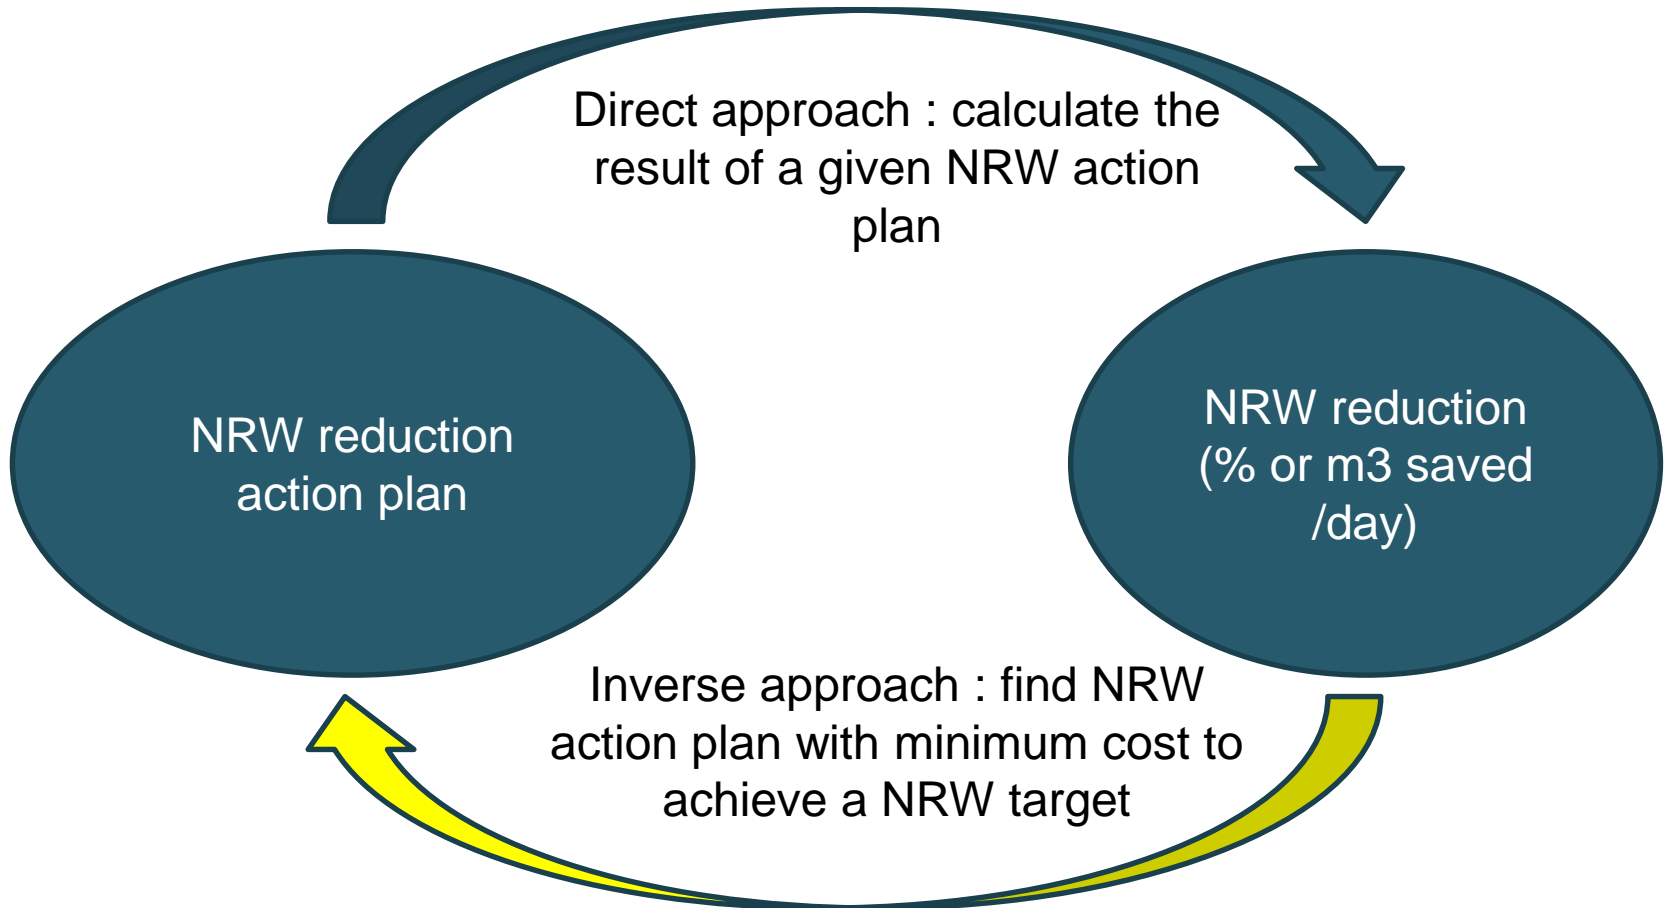 Direct approach : calculate the
result of a given NRW action
plan
NRW reduction
action plan
NRW reduction
(% or m3 saved
/day)
Inverse approach : find NRW
action plan with minimum cost to
achieve a NRW target